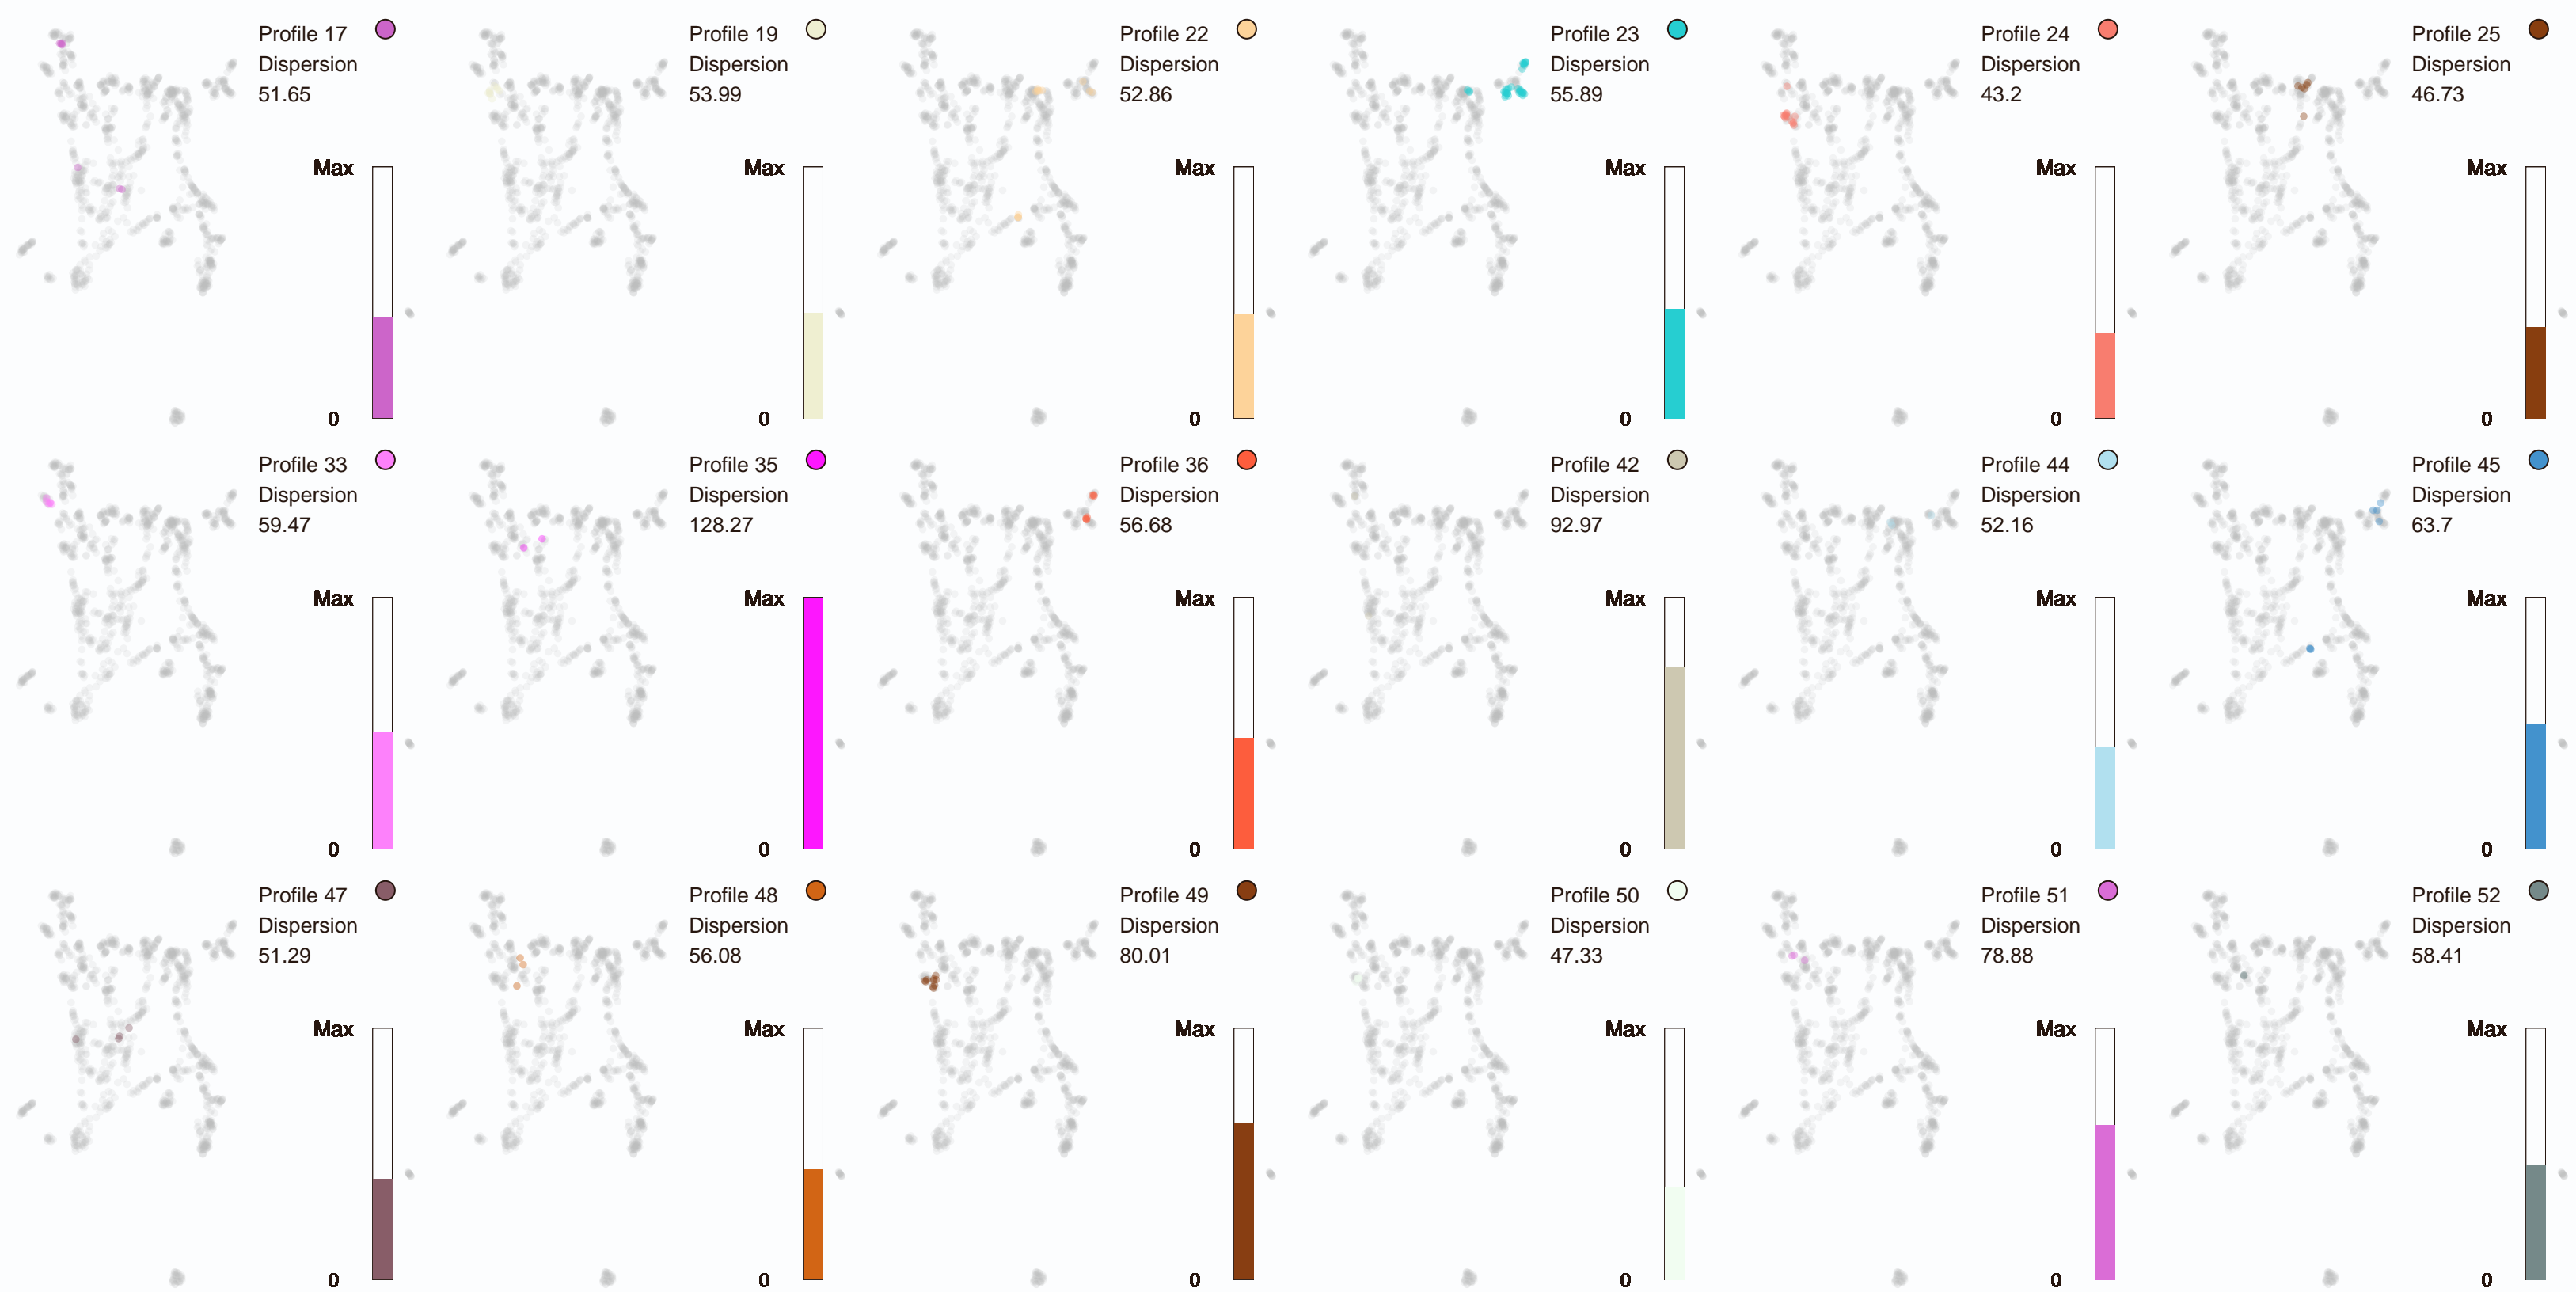 Profile 17
Dispersion
51.65
Max
0
Profile 19
Dispersion
53.99
Max
0
Profile 22
Dispersion
52.86
Max
0
Profile 23
Dispersion
55.89
Max
0
Profile 24
Dispersion
43.2
Max
0
Profile 25
Dispersion
46.73
Max
0
Profile 33
Dispersion
59.47
Max
0
Profile 35
Dispersion
128.27
Max
0
Profile 36
Dispersion
56.68
Max
0
Profile 42
Dispersion
92.97
Max
0
Profile 44
Dispersion
52.16
Max
0
Profile 45
Dispersion
63.7
Max
0
Profile 47
Dispersion
51.29
Max
0
Profile 48
Dispersion
56.08
Max
0
Profile 49
Dispersion
80.01
Max
0
Profile 50
Dispersion
47.33
Max
0
Profile 51
Dispersion
78.88
Max
0
Profile 52
Dispersion
58.41
Max
0